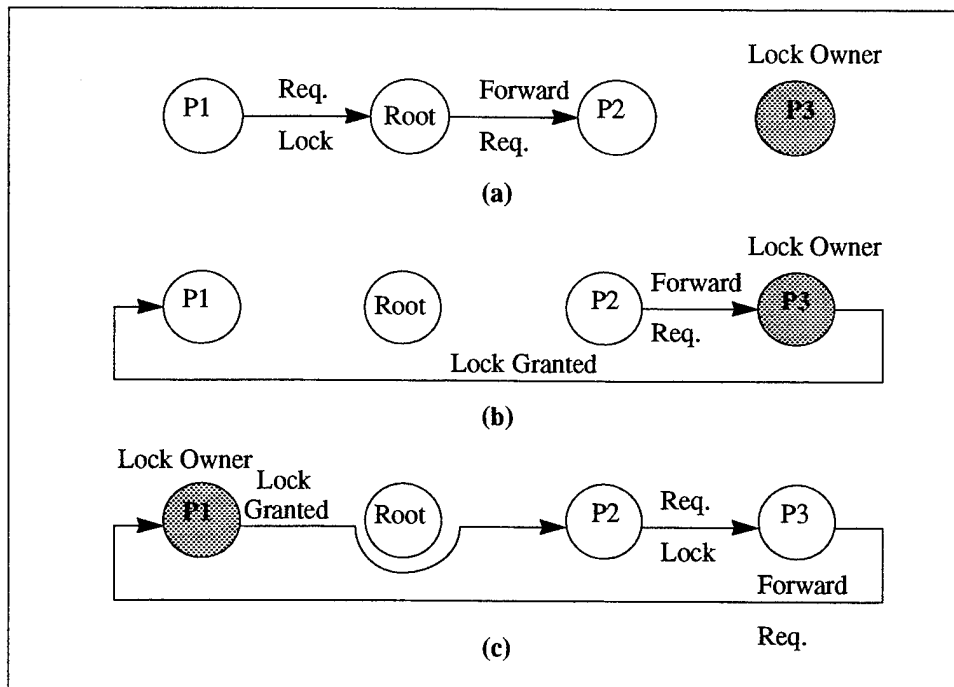 Lock Owner
P1
Req.
Lock
Root
Forward
Req.
P2
P3
(a)
Lock Owner
P1
Root
P2
Forward
Req.
P3
Lock Granted
(b)
Lock Owner
P1
Lock
Granted
Root
P2
Req.
Lock
P3
Forward
Req.
(c)